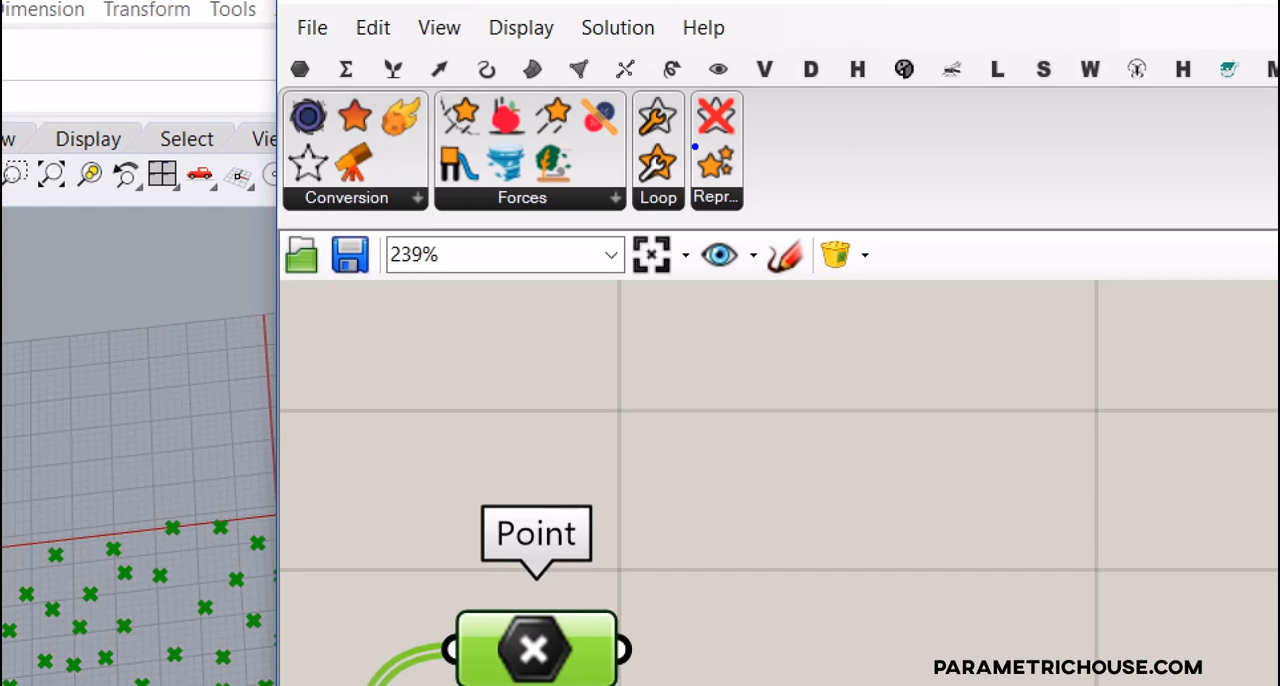 imension Transform Tools
File Edit View Display Solution Help
V D H L S W H M
w Display Select Vie
Conversion Forces Loop Repr...
239%
Point
PARAMETRICHOUSE.COM